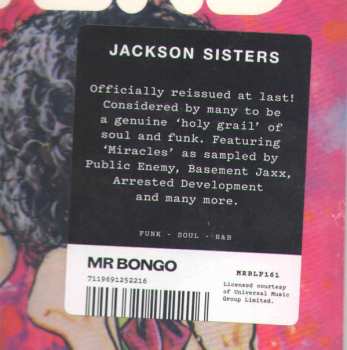 JACKSON SISTERS
Officially reissued at last!
Considered by many to be
a genuine 'holy grail' of
soul and funk. Featuring
'Miracles' as sampled by
Public Enemy, Basement Jaxx,
Arrested Development
and many more.
FUNK - SOUL - R&B
MR BONGO
MRBLP161
7119691252216
Licensed courtesy
of Universal Music
Group Limited.